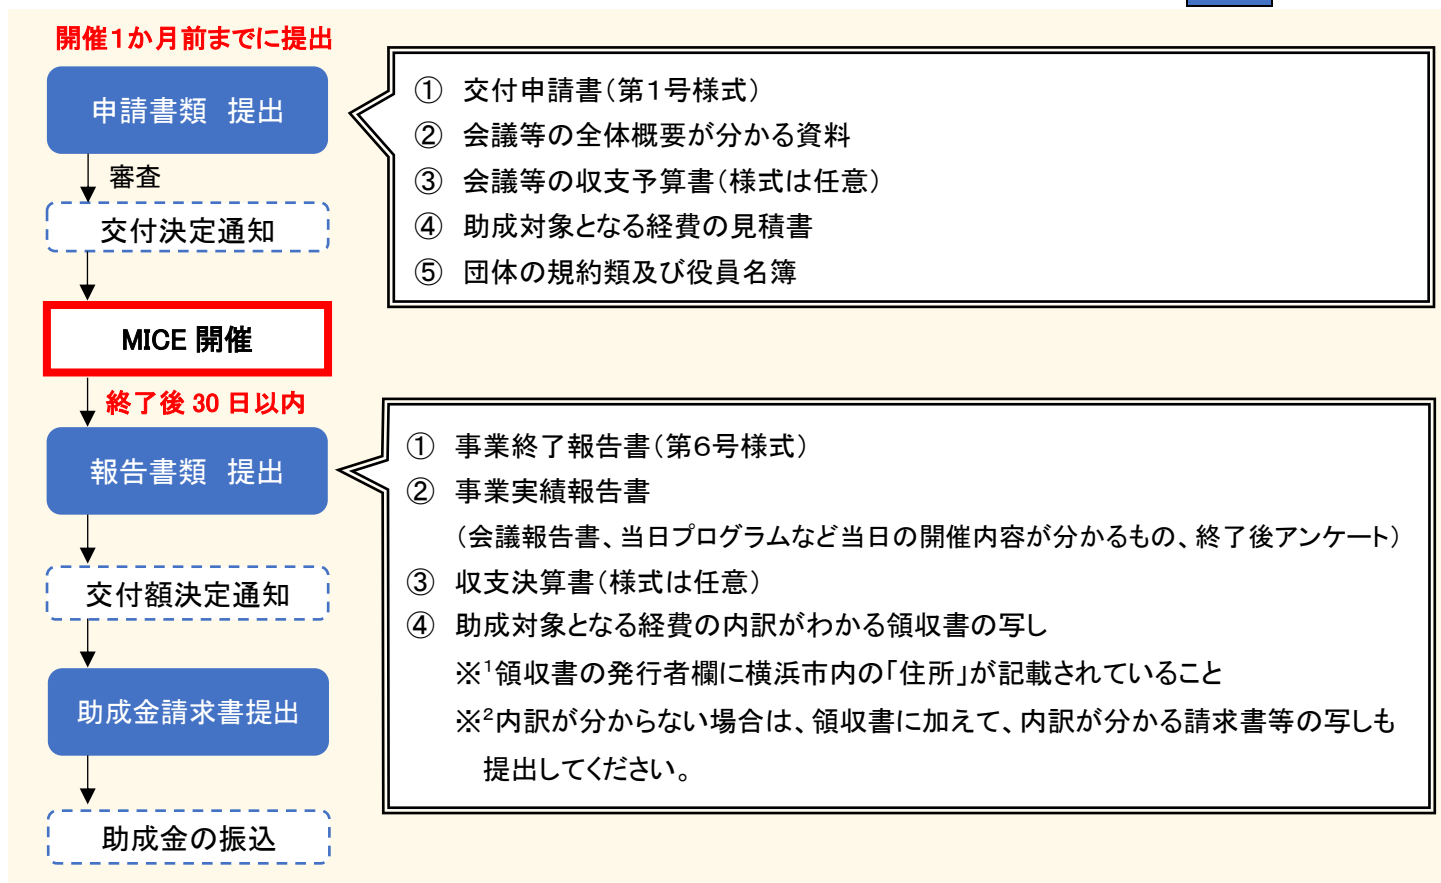 開催1か月前までに提出
申請書類　提出
審査
交付決定通知
MICE 開催
終了後 30 日以内
報告書類　提出
交付額決定通知
助成金請求書提出
助成金の振込
①　交付申請書(第1号様式)
②　会議等の全体概要が分かる資料
③　会議等の収支予算書(様式は任意)
④　助成対象となる経費の見積書
⑤　団体の規約類及び役員名簿
①　事業終了報告書(第6号様式)
②　事業実績報告書
(会議報告書、当日プログラムなど当日の開催内容が分かるもの、終了後アンケート)
③　収支決算書(様式は任意)
④　助成対象となる経費の内訳がわかる領収書の写し
※¹領収書の発行者欄に横浜市内の「住所」が記載されていること
※²内訳が分からない場合は、領収書に加えて、内訳が分かる請求書等の写しも
提出してください。